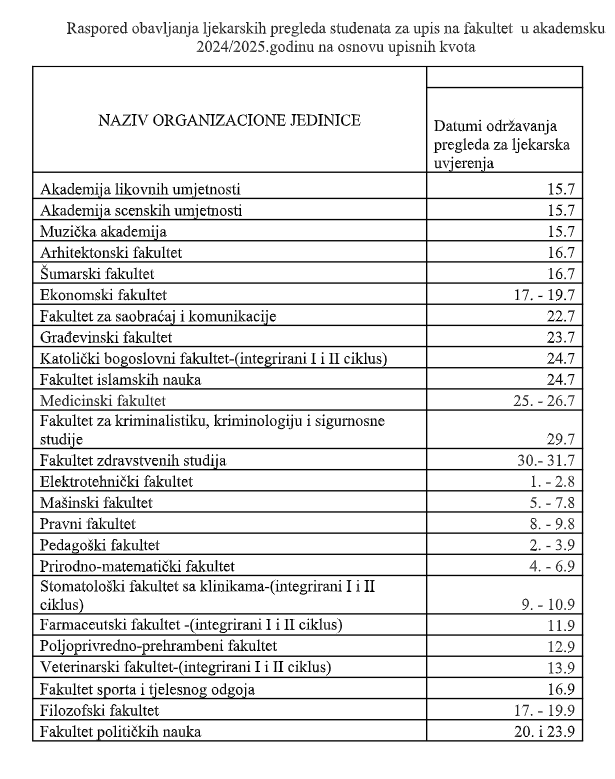 Raspored obavljanja ljekarskih pregleda studenata za upis na fakultet u akademsku
2024/2025.godinu na osnovu upisnih kvota
NAZIV ORGANIZACIONE JEDINICE
Datumi održavanja
pregleda za ljekarska
uvjerenja
Akademija likovnih umjetnosti 15.7
Akademija scenskih umjetnosti 15.7
Muzička akademija 15.7
Arhitektonski fakultet 16.7
Šumarski fakultet 16.7
Ekonomski fakultet 17. - 19.7
Fakultet za saobraćaj i komunikacije 22.7
Građevinski fakultet 23.7
Katolički bogoslovni fakultet-(integrirani I i II ciklus) 24.7
Fakultet islamskih nauka 24.7
Medicinski fakultet 25. - 26.7
Fakultet za kriminalistiku, kriminologiju i sigurnosne
studije 29.7
Fakultet zdravstvenih studija 30.- 31.7
Elektrotehnički fakultet 1. - 2.8
Mašinski fakultet 5. - 7.8
Pravni fakultet 8. - 9.8
Pedagoški fakultet 2. - 3.9
Prirodno-matematički fakultet 4. - 6.9
Stomatološki fakultet sa klinikama-(integrirani I i II
ciklus) 9. - 10.9
Farmaceutski fakultet -(integrirani I i II ciklus) 11.9
Poljoprivredno-prehrambeni fakultet 12.9
Veterinarski fakultet-(integrirani I i II ciklus) 13.9
Fakultet sporta i tjelesnog odgoja 16.9
Filozofski fakultet 17. - 19.9
Fakultet političkih nauka 20. i 23.9